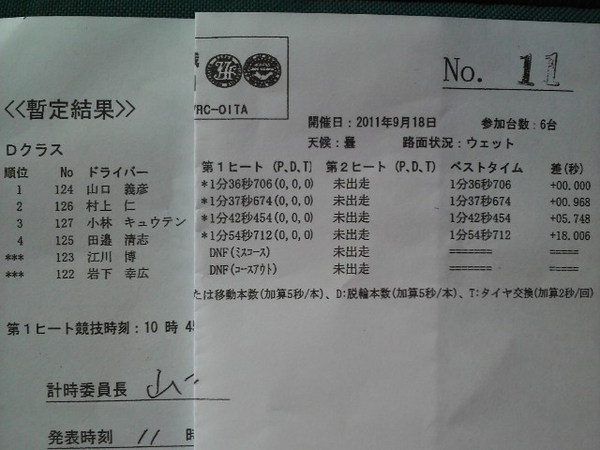 No. 11
RC-OITA
<<暫定結果>>
開催日：2011年9月18日 参加台数：6台
天候：曇 路面状況：ウェット
Dクラス
順位 No ドライバー 第1ヒート (P,D,T) 第2ヒート (P,D,T) ベストタイム 差(秒)
1 124 山口 義彦 *1分36秒706(0,0,0) 未出走 1分36秒706 +00.000
2 126 村上 仁 *1分37秒674(0,0,0) 未出走 1分37秒674 +00.968
3 127 小林 キュウテン *1分42秒454(0,0,0) 未出走 1分42秒454 +05.748
4 125 田邉 清志 *1分54秒712(0,0,0) 未出走 1分54秒712 +18.006
*** 123 江川 博 DNF(ミスコース) 未出走 ======= =====
*** 122 岩下 幸広 DNF(コースアウト) 未出走 ======= =====
たは移動本数(加算5秒/本)、D:脱輪本数(加算5秒/本)、T:タイヤ交換(加算2秒/回)
第1ヒート競技時刻：10 時 4
計時委員長
発表時刻 11 時